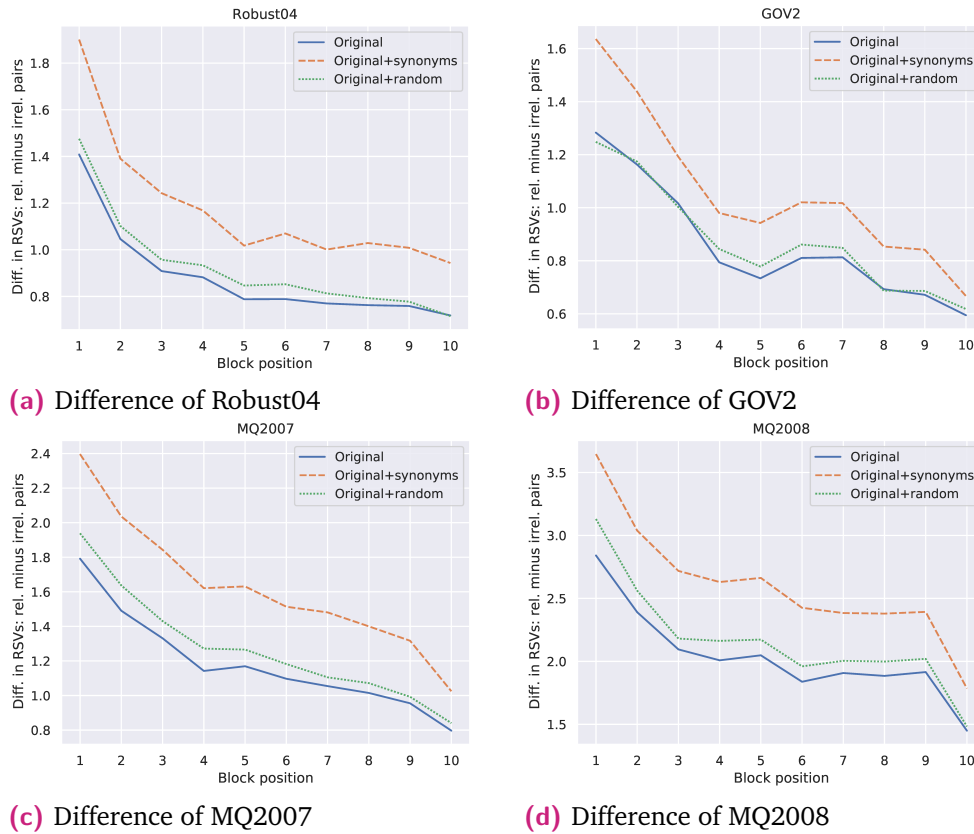 Robust04
Diff. in RSVs: rel. minus irrel. pairs
1.8
1.6
1.4
1.2
1.0
0.8
Original
Original+synonyms
Original+random
1 2 3 4 5 6 7 8 9 10
Block position
(a) Difference of Robust04
GOV2
Diff. in RSVs: rel. minus irrel. pairs
1.6
1.4
1.2
1.0
0.8
0.6
Original
Original+synonyms
Original+random
1 2 3 4 5 6 7 8 9 10
Block position
(b) Difference of GOV2
MQ2007
Diff. in RSVs: rel. minus irrel. pairs
2.4
2.2
2.0
1.8
1.6
1.4
1.2
1.0
0.8
Original
Original+synonyms
Original+random
1 2 3 4 5 6 7 8 9 10
Block position
(c) Difference of MQ2007
MQ2008
Diff. in RSVs: rel. minus irrel. pairs
3.5
3.0
2.5
2.0
1.5
Original
Original+synonyms
Original+random
1 2 3 4 5 6 7 8 9 10
Block position
(d) Difference of MQ2008